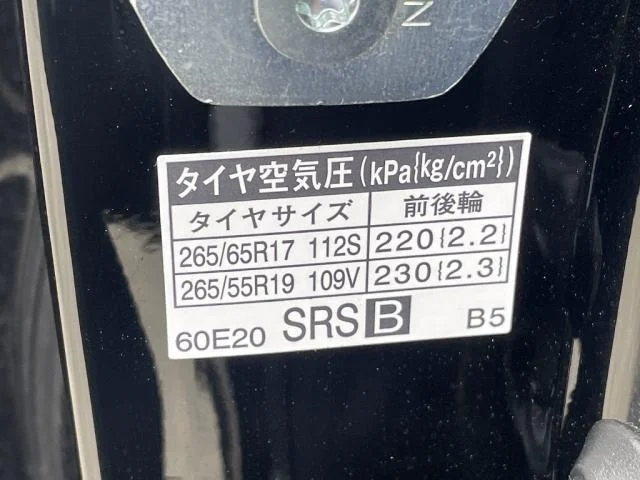 N
タイヤ空気圧(kPa{kg/cm²})
タイヤサイズ 前後輪
265/65R17 112S 220{2.2}
265/55R19 109V 230{2.3}
60E20 SRS B B5